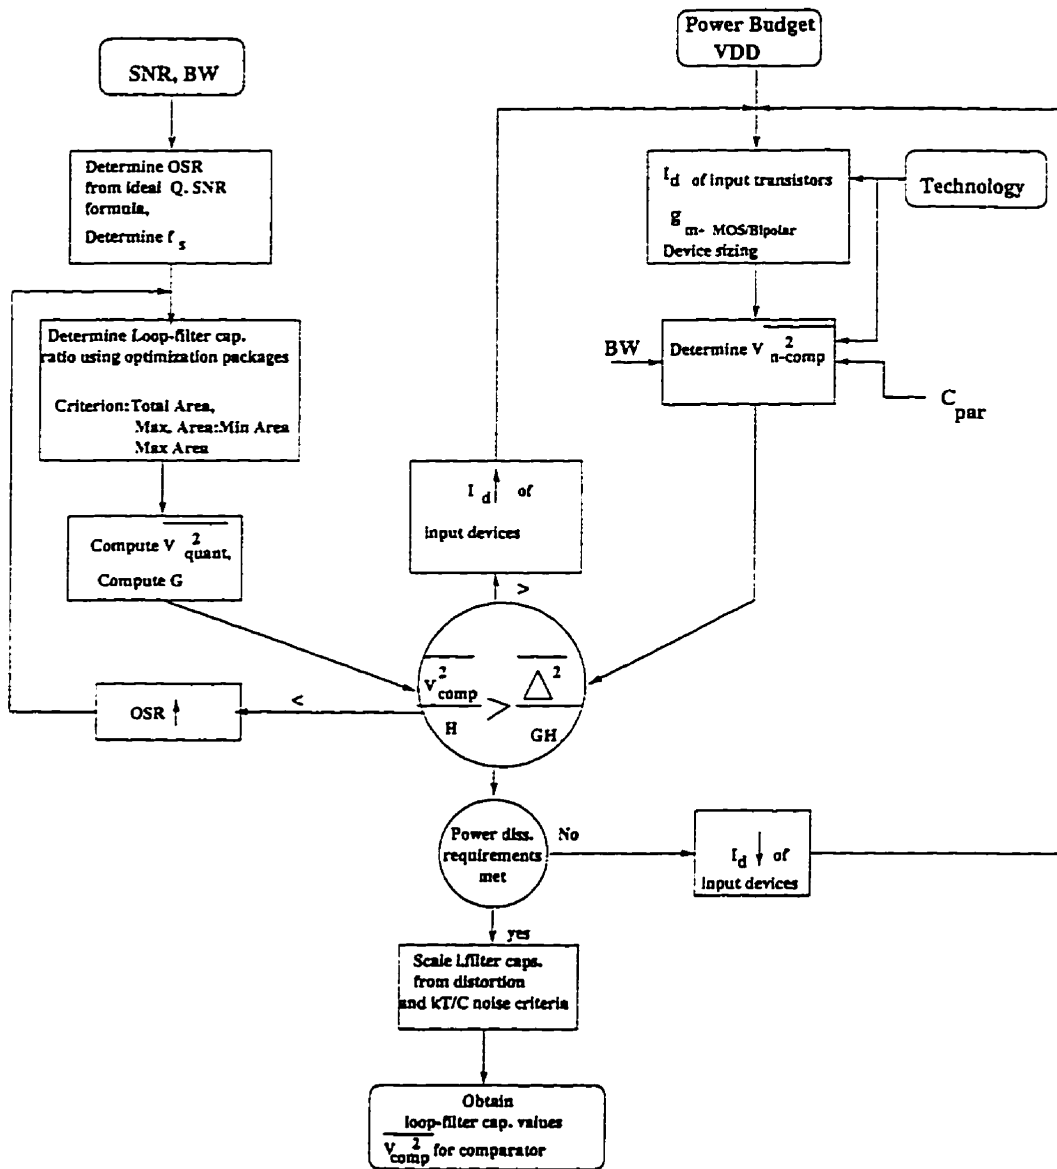 Power Budget
VDD
SNR, BW
Determine OSR
from ideal Q. SNR
formula,
Determine f s
I d of input transistors
g m- MOS/Bipolar
Device sizing
Technology
Determine Loop-filter cap.
ratio using optimization packages
Criterion: Total Area,
Max. Area:Min Area
Max Area
BW
Determine V 2 n-comp
C par
I d ↑ of
input devices
Compute V 2 quant,
Compute G
>
V 2 comp
H
>
Δ 2
GH
<
OSR ↑
Power diss.
requirements
met
No
I d ↓ of
input devices
yes
Scale l.filter caps.
from distortion
and kT/C noise criteria
Obtain
loop-filter cap. values
V 2 comp for comparator